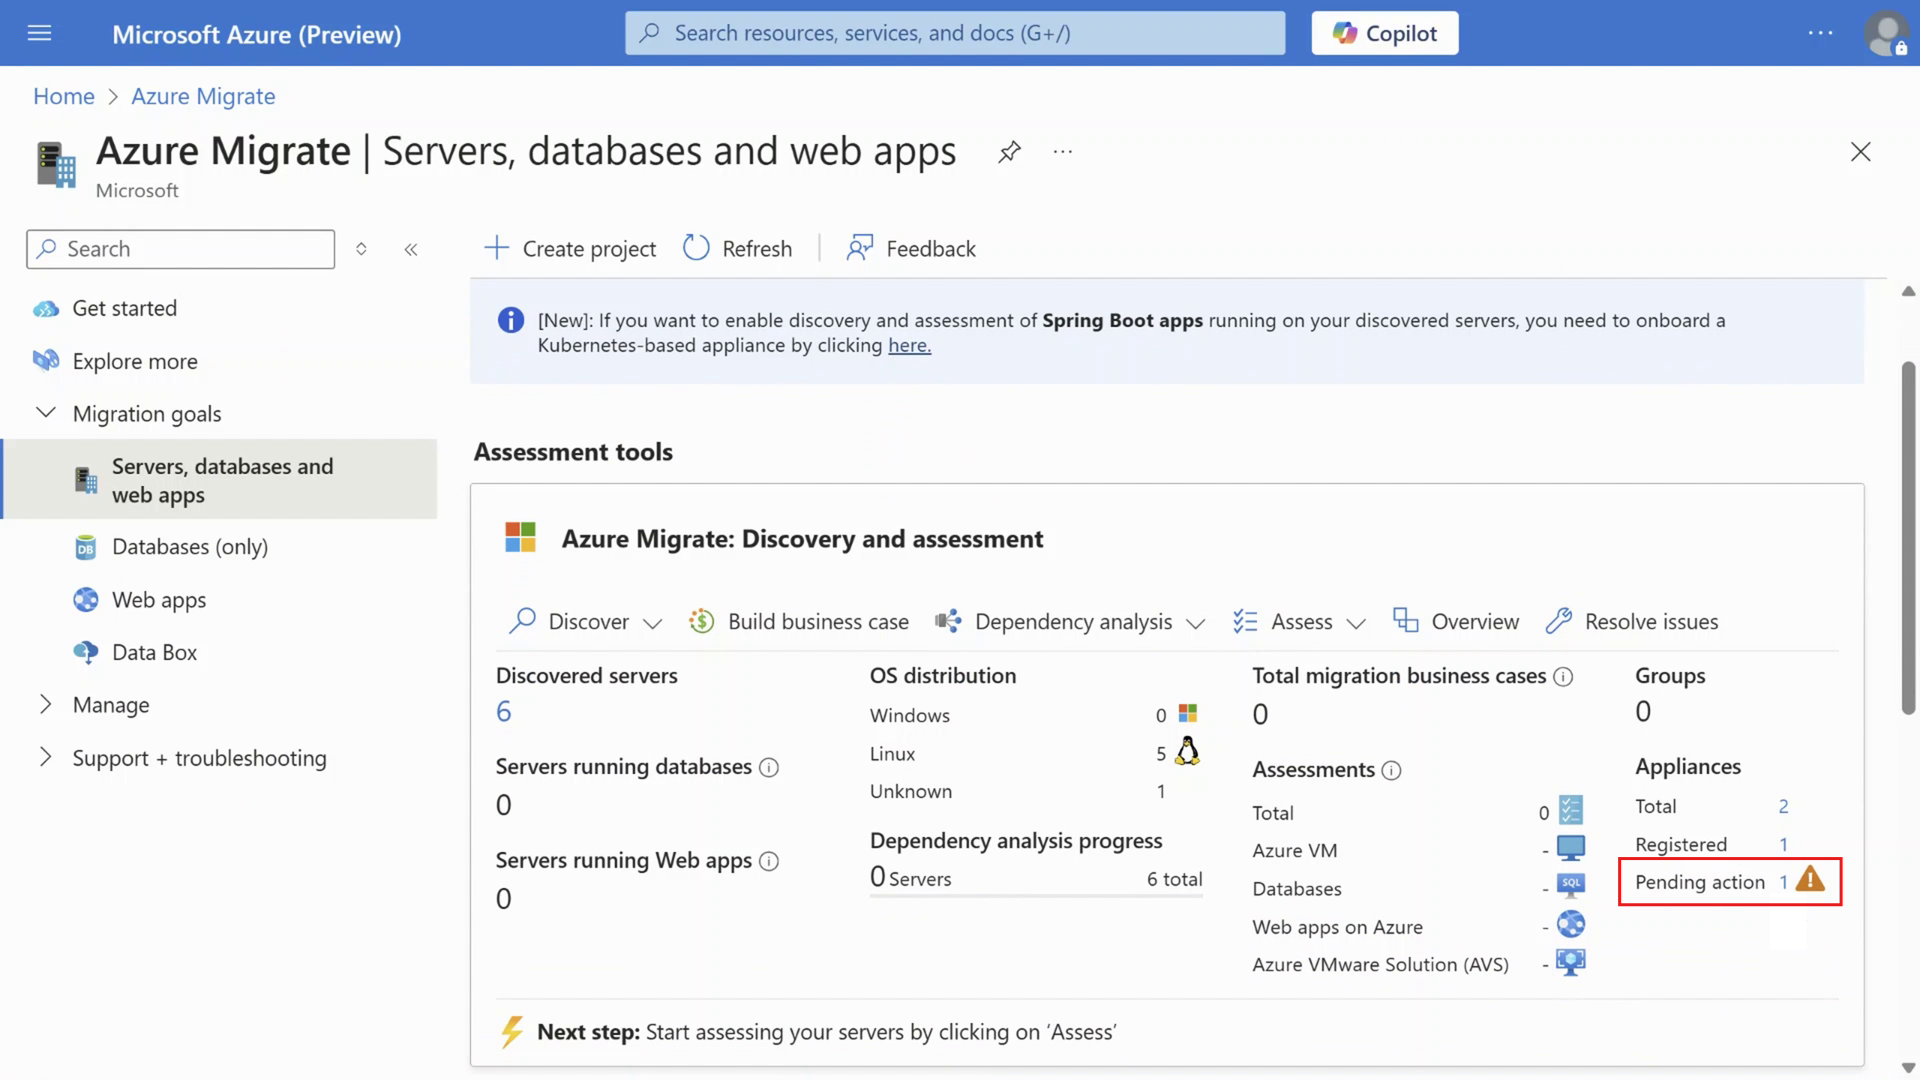 Microsoft Azure (Preview)
Search resources, services, and docs (G+/)
Copilot
Home > Azure Migrate
Azure Migrate | Servers, databases and web apps
Microsoft
Search
Get started
Explore more
Migration goals
Servers, databases and
web apps
Databases (only)
DB
Web apps
Data Box
Manage
Support + troubleshooting
Create project
Refresh
Feedback
[New]: If you want to enable discovery and assessment of Spring Boot apps running on your discovered servers, you need to onboard a
Kubernetes-based appliance by clicking here.
Assessment tools
Azure Migrate: Discovery and assessment
Discover
Build business case
Dependency analysis
Assess
Overview
Resolve issues
Discovered servers
6
Servers running databases
0
Servers running Web apps
0
OS distribution
Windows 0
Linux 5
Unknown 1
Dependency analysis progress
0 Servers 6 total
Total migration business cases
0
Assessments
Total 0
Azure VM -
Databases - SQL
Web apps on Azure -
Azure VMware Solution (AVS) -
Groups
0
Appliances
Total 2
Registered 1
Pending action 1
Next step: Start assessing your servers by clicking on ‘Assess’